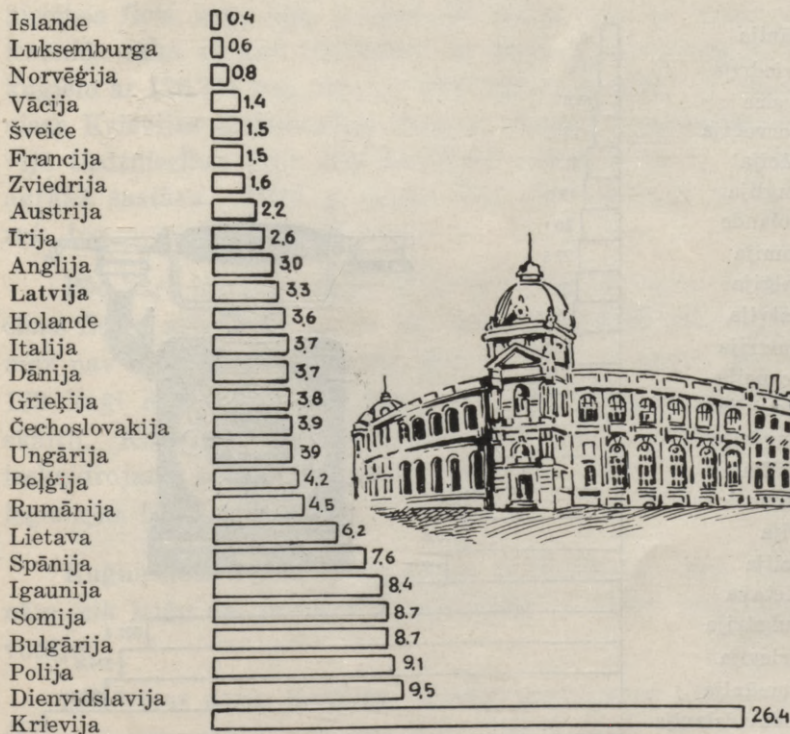 Islande 0.4
Luksemburga 0,6
Norvēģija 0,8
Vācija 1.4
Šveice 1.5
Francija 1,5
Zviedrija 1,6
Austrija 2,2
Īrija 2,6
Anglija 3,0
Latvija 3,3
Holande 3,6
Italija 3,7
Dānija 3,7
Grieķija 3,8
Čechoslovakija 3,9
Ungārija 39
Beļģija 4,2
Rumānija 4,5
Lietava 6,2
Spānija 7,6
Igaunija 8,4
Somija 8.7
Bulgārija 8.7
Polija 9.1
Dienvidslavija 9,5
Krievija 26.4